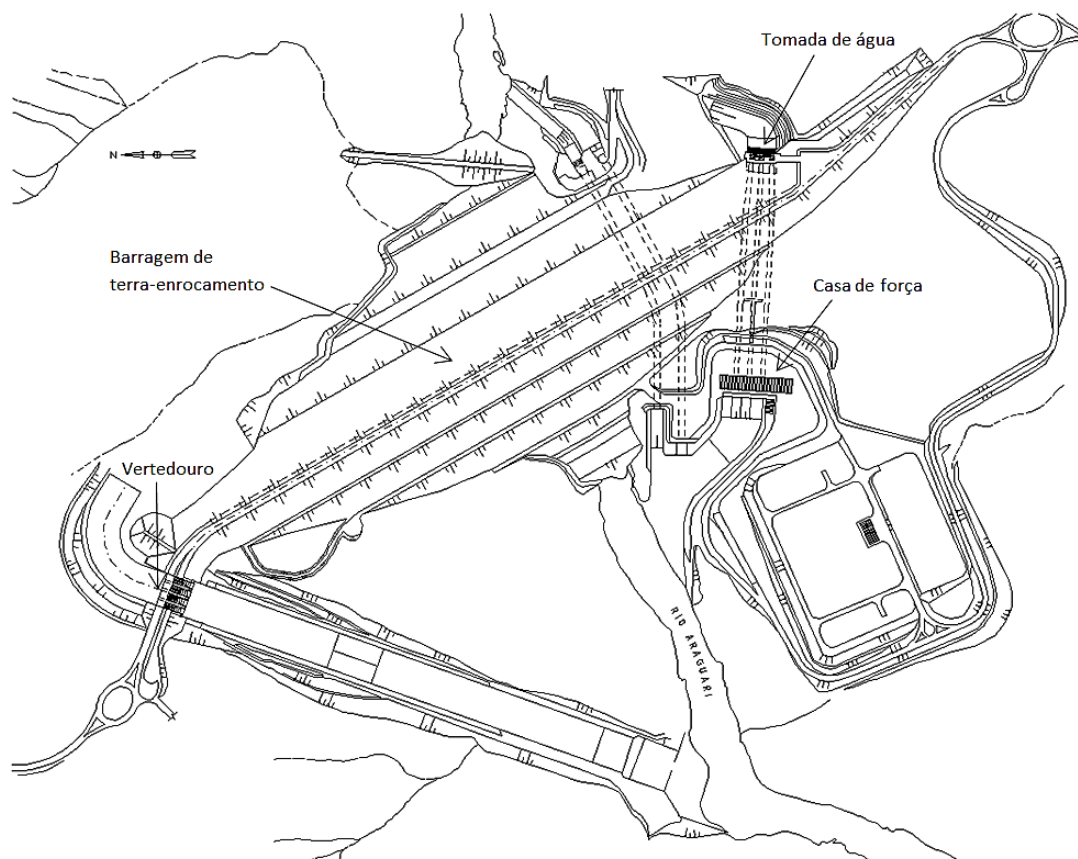 Tomada de água
N
Barragem de
terra-enrocamento
Casa de força
Vertedouro
RIO ARAGUARI